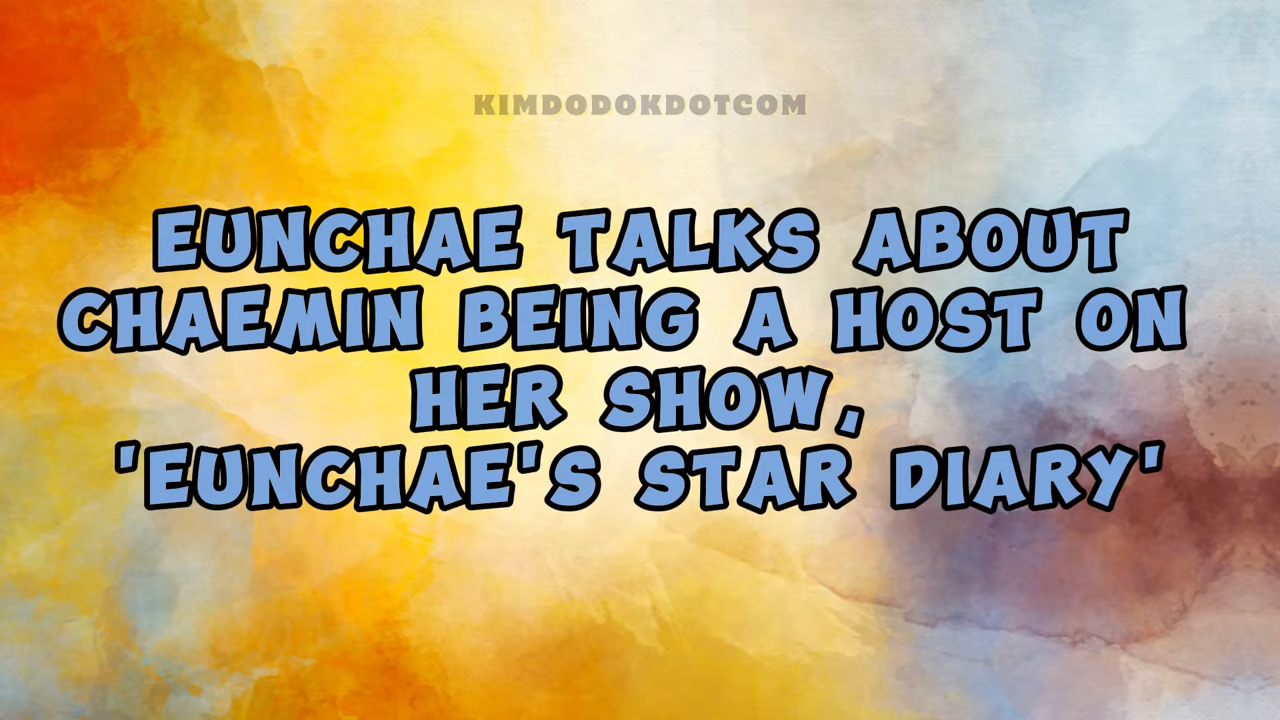 KIMDODOKDOTCOM
EUNCHAE TALKS ABOUT
CHAEMIN BEING A HOST ON
HER SHOW,
'EUNCHAE'S STAR DIARY'